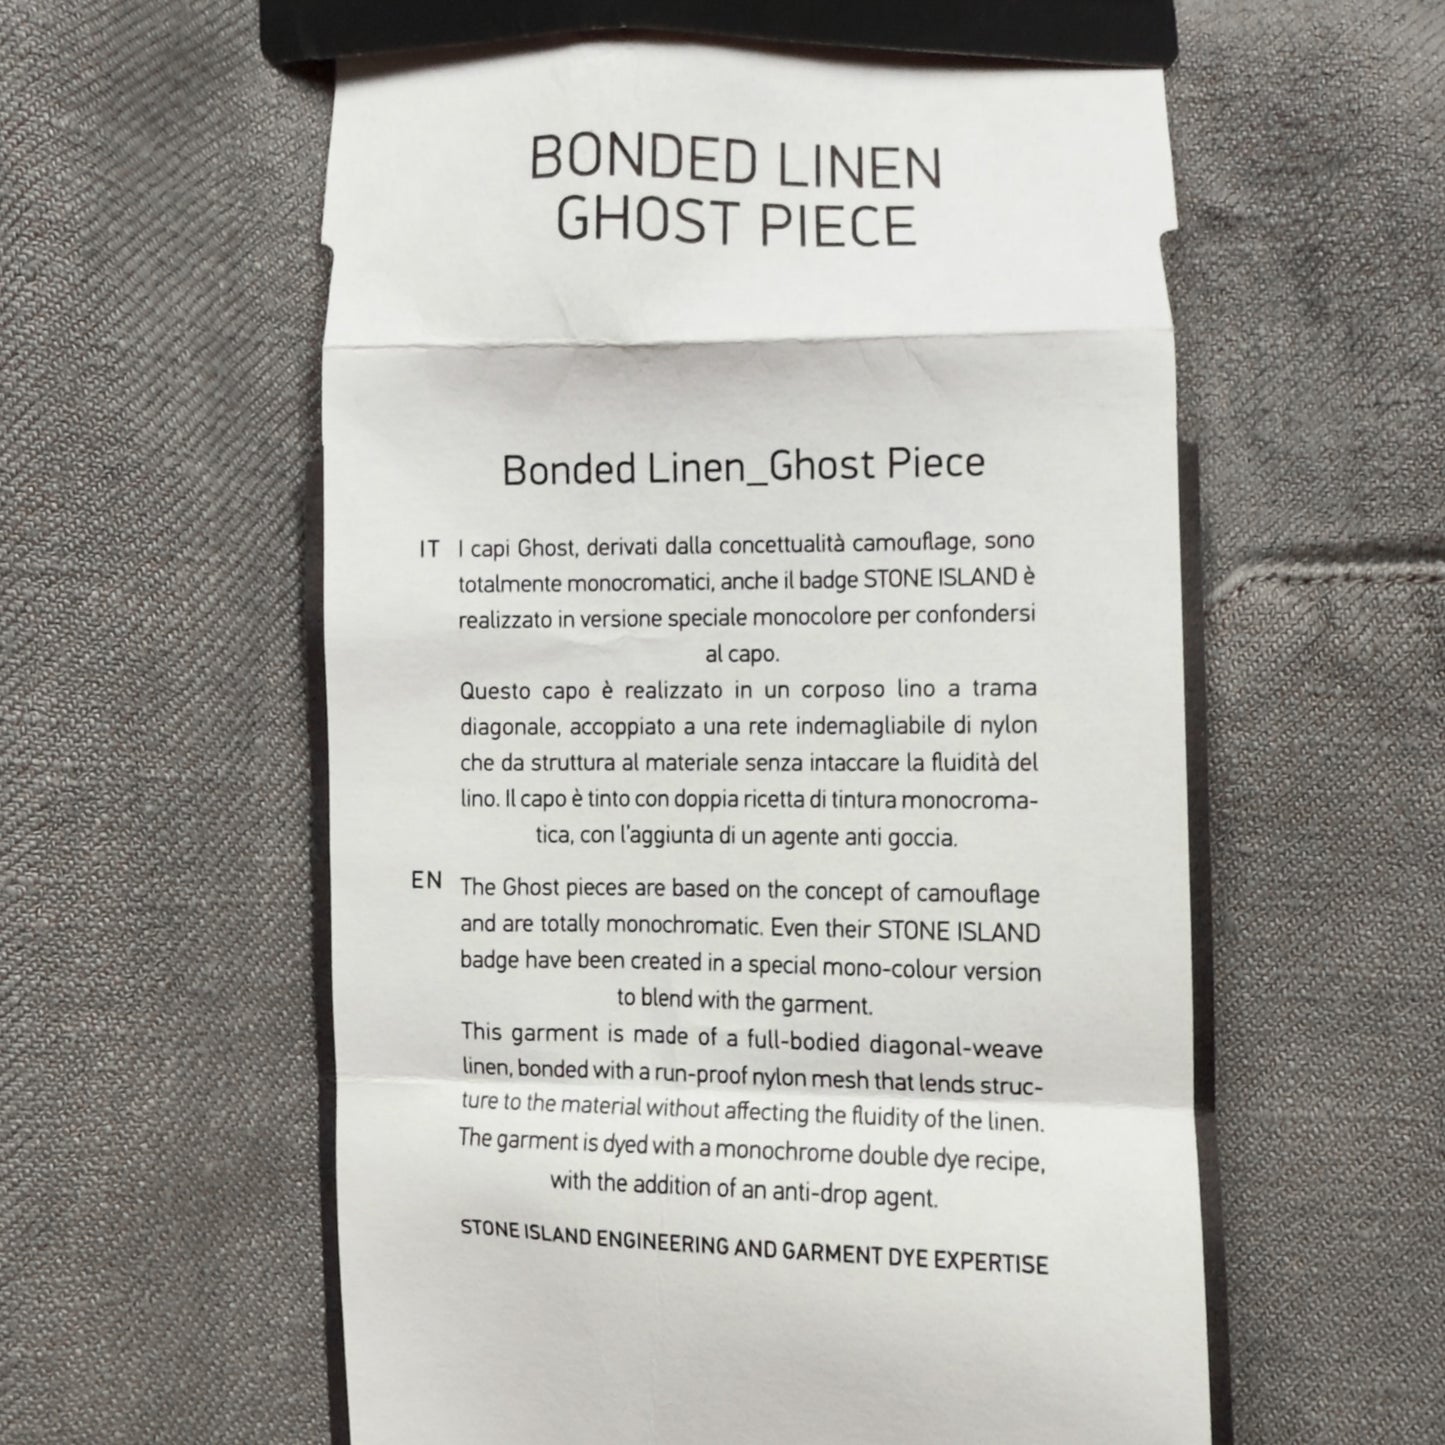 BONDED LINEN
GHOST PIECE
Bonded Linen_Ghost Piece
IT I capi Ghost, derivati dalla concettualità camouflage, sono
totalmente monocromatici, anche il badge STONE ISLAND è
realizzato in versione speciale monocolore per confondersi
al capo.
Questo capo è realizzato in un corposo lino a trama
diagonale, accoppiato a una rete indemagliabile di nylon
che da struttura al materiale senza intaccare la fluidità del
lino. Il capo è tinto con doppia ricetta di tintura monocroma-
tica, con l'aggiunta di un agente anti goccia.
EN The Ghost pieces are based on the concept of camouflage
and are totally monochromatic. Even their STONE ISLAND
badge have been created in a special mono-colour version
to blend with the garment.
This garment is made of a full-bodied diagonal-weave
linen, bonded with a run-proof nylon mesh that lends struc-
ture to the material without affecting the fluidity of the linen.
The garment is dyed with a monochrome double dye recipe,
with the addition of an anti-drop agent.
STONE ISLAND ENGINEERING AND GARMENT DYE EXPERTISE